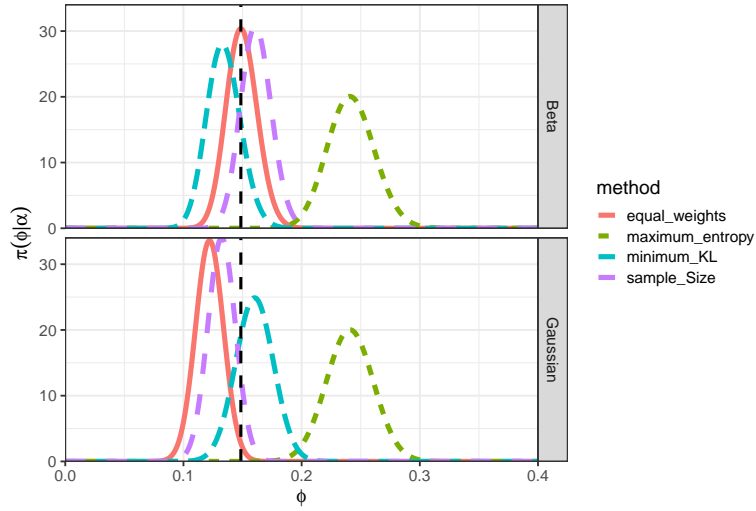 30
20
10
0
Beta
30
20
10
0
Gaussian
π(ϕ|α)
0.0 0.1 0.2 0.3 0.4
ϕ
method
equal_weights
maximum_entropy
minimum_KL
sample_Size